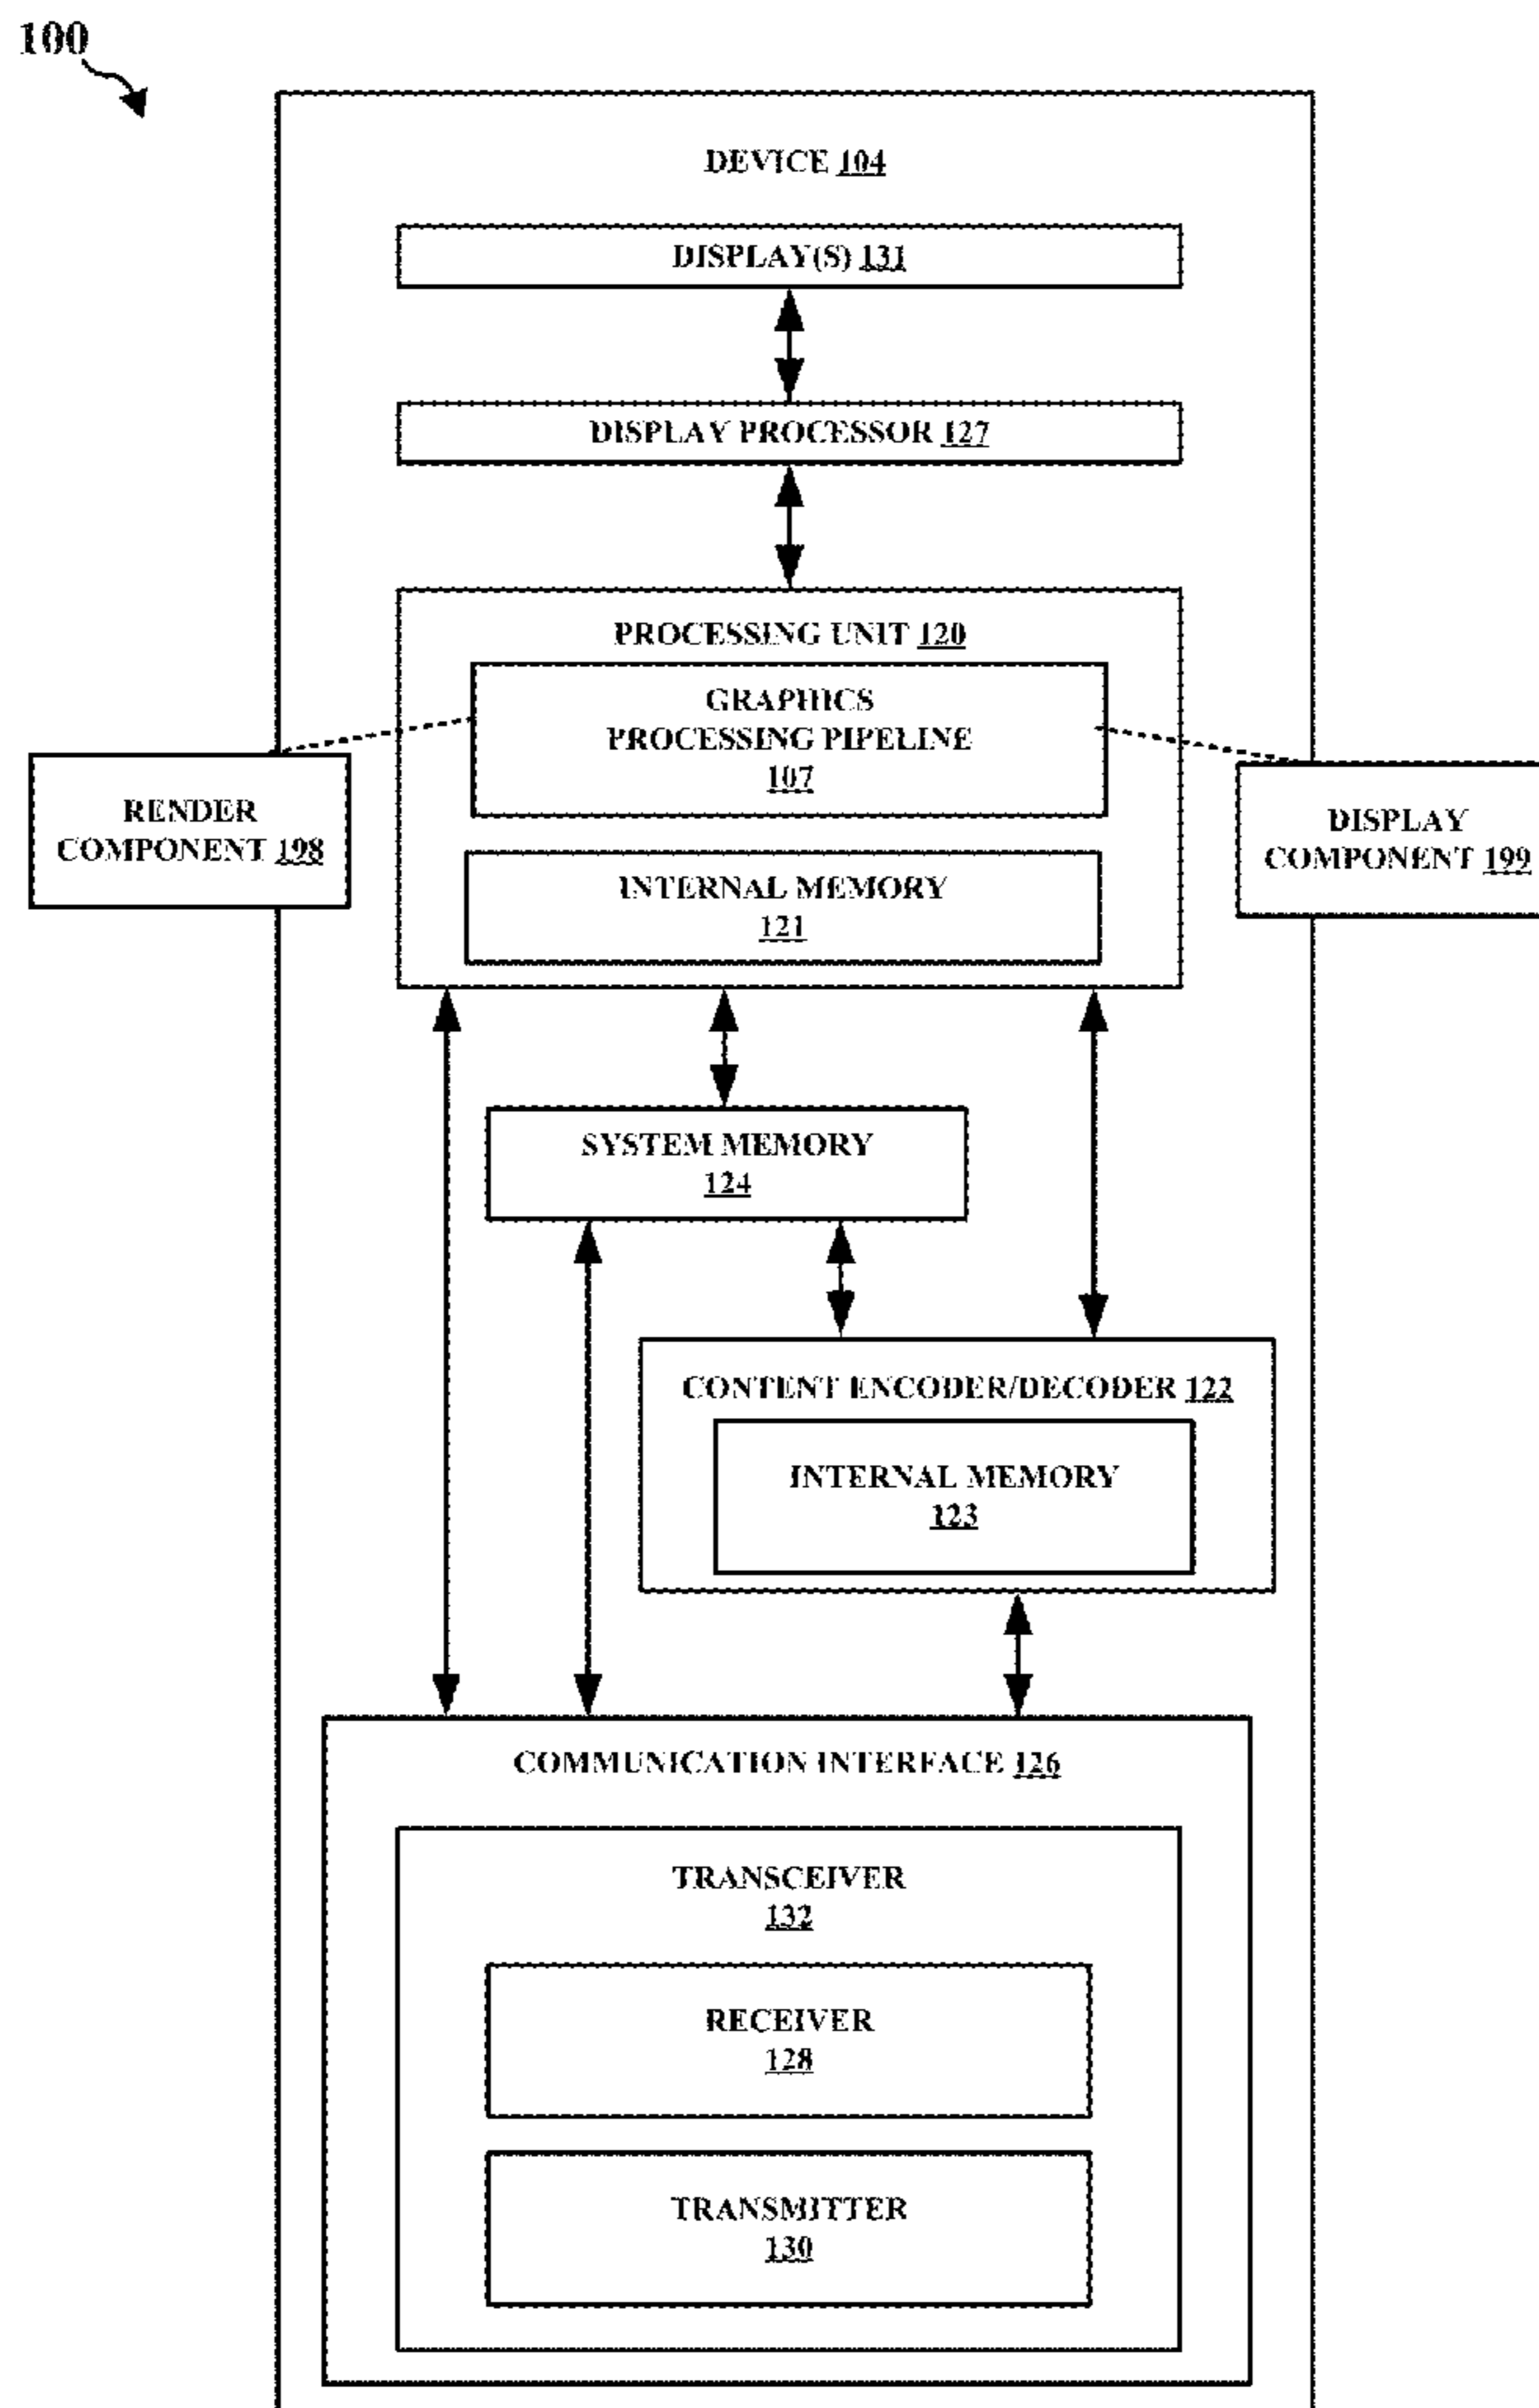 100
DEVICE 104
DISPLAY(S) 131
DISPLAY PROCESSOR 127
PROCESSING UNIT 120
GRAPHICS
PROCESSING PIPELINE
107
RENDER
COMPONENT 198
DISPLAY
COMPONENT 199
INTERNAL MEMORY
121
SYSTEM MEMORY
124
CONTENT ENCODER/DECODER 122
INTERNAL MEMORY
123
COMMUNICATION INTERFACE 126
TRANSCEIVER
132
RECEIVER
128
TRANSMITTER
130